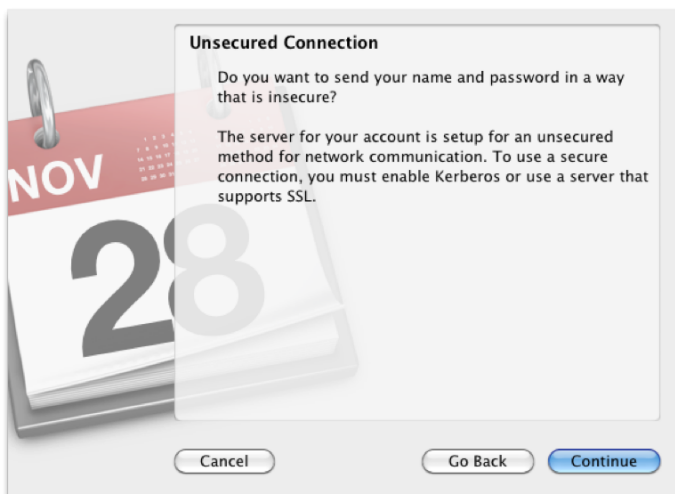 Unsecured Connection
Do you want to send your name and password in a way
that is insecure?
The server for your account is setup for an unsecured
method for network communication. To use a secure
connection, you must enable Kerberos or use a server that
supports SSL.
NOV
28
Cancel
Go Back
Continue